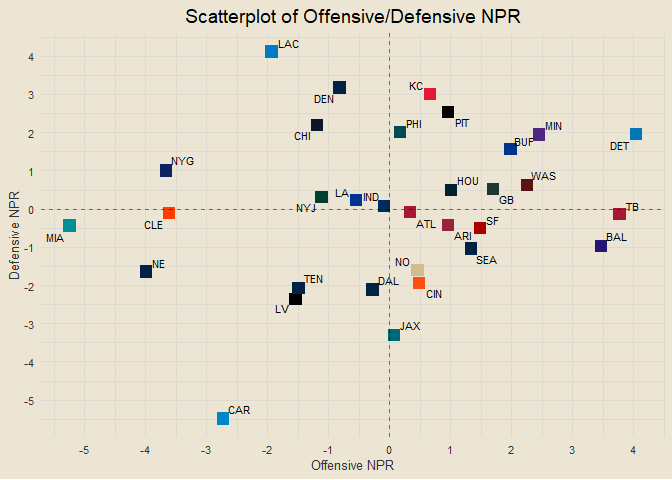 Scatterplot of Offensive/Defensive NPR
LAC
4
DEN
KC
3
PIT
CHI
PHI
MIN
2
BUF
DET
NYG
1
WAS
HOU
GB
LA
IND
NYJ
TB
0
CLE
ATL
SF
MIA
ARI
BAL
-1
SEA
NE
NO
TEN
DAL
-2
CIN
LV
JAX
-3
-4
CAR
-5
Defensive NPR
-5 -4 -3 -2 -1 0 1 2 3 4
Offensive NPR